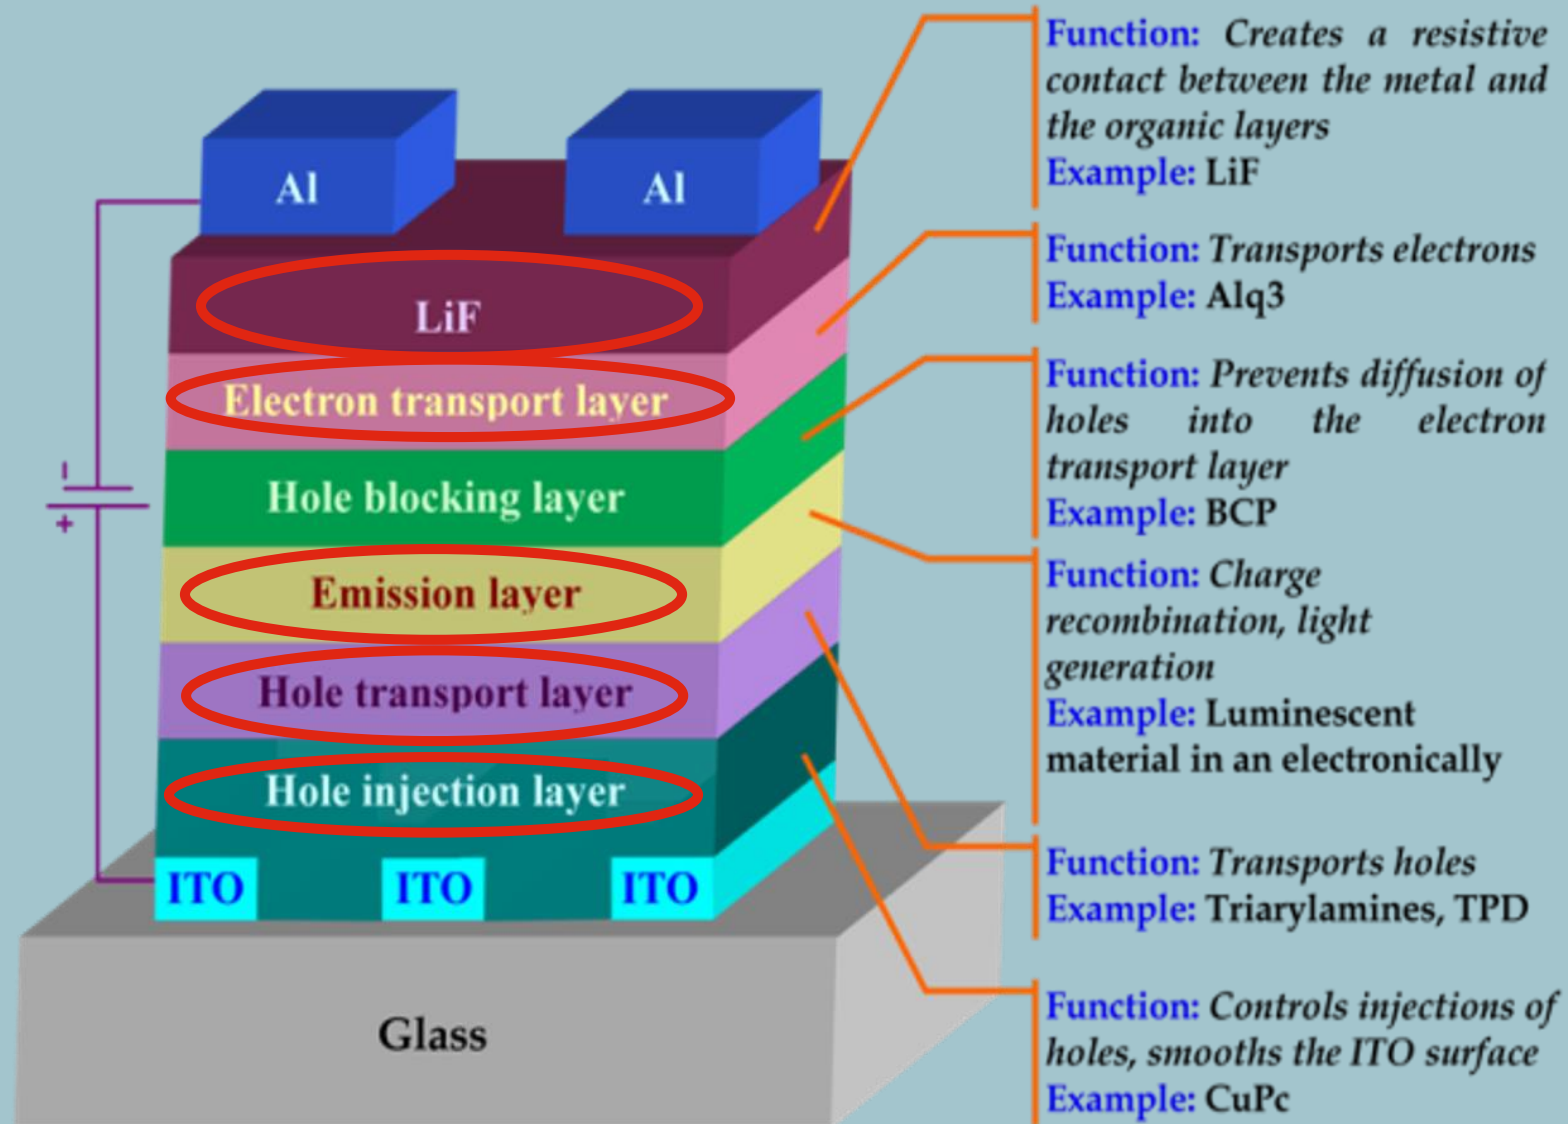 Al
Al
LiF
Electron transport layer
Hole blocking layer
Emission layer
Hole transport layer
Hole injection layer
ITO
ITO
ITO
Glass
-
+
Function: Creates a resistive
contact between the metal and
the organic layers
Example: LiF
Function: Transports electrons
Example: Alq3
Function: Prevents diffusion of
holes into the electron
transport layer
Example: BCP
Function: Charge
recombination, light
generation
Example: Luminescent
material in an electronically
Function: Transports holes
Example: Triarylamines, TPD
Function: Controls injections of
holes, smooths the ITO surface
Example: CuPc